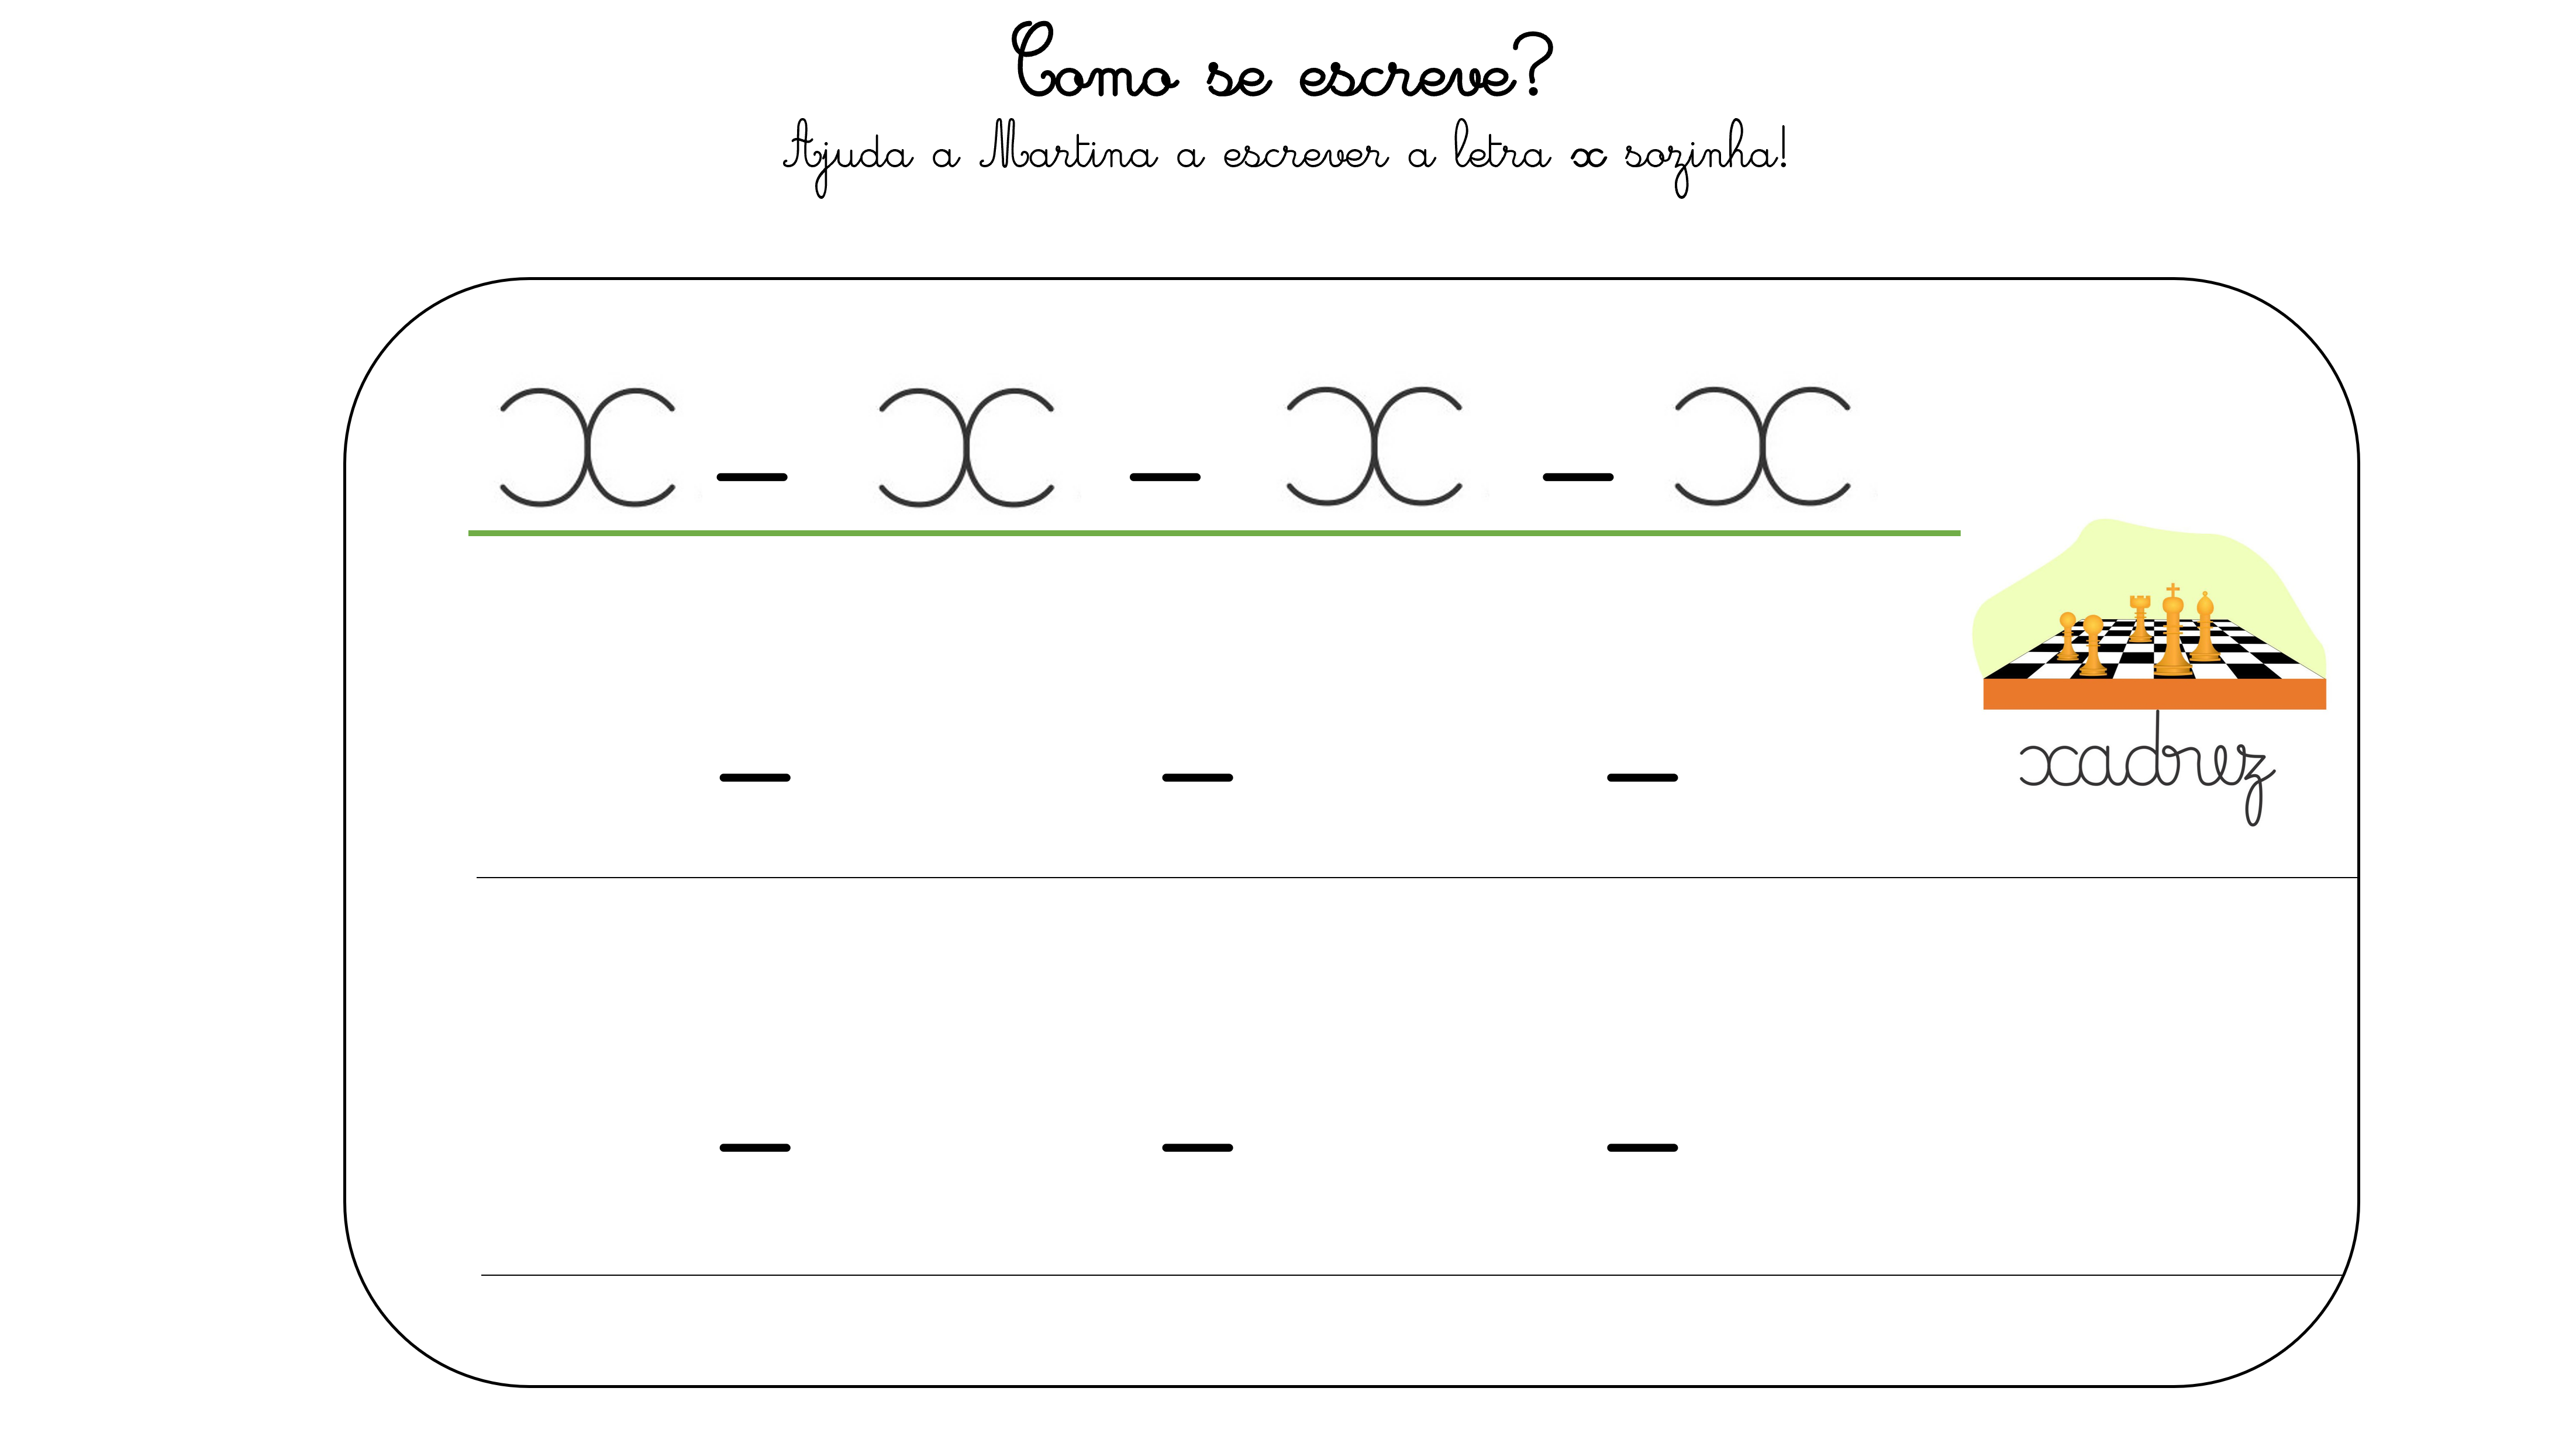 Como se escreve?
Ajuda a Martina a escrever a letra x sozinha!
x - x - x - x
xadrez
- - -
- - -